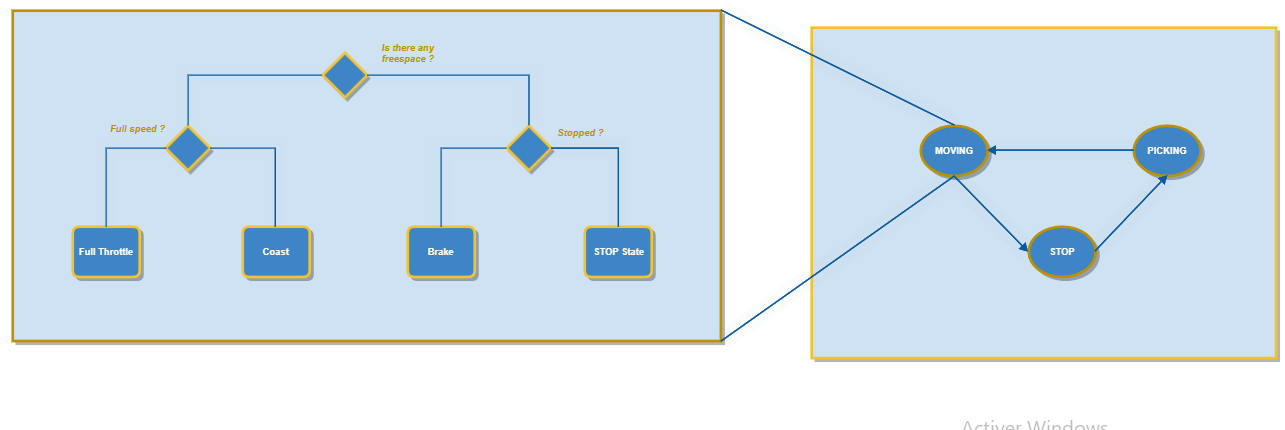 Is there any
freespace ?
Full speed ?
Stopped ?
Full Throttle
Coast
Brake
STOP State
MOVING
PICKING
STOP
Activer Windows